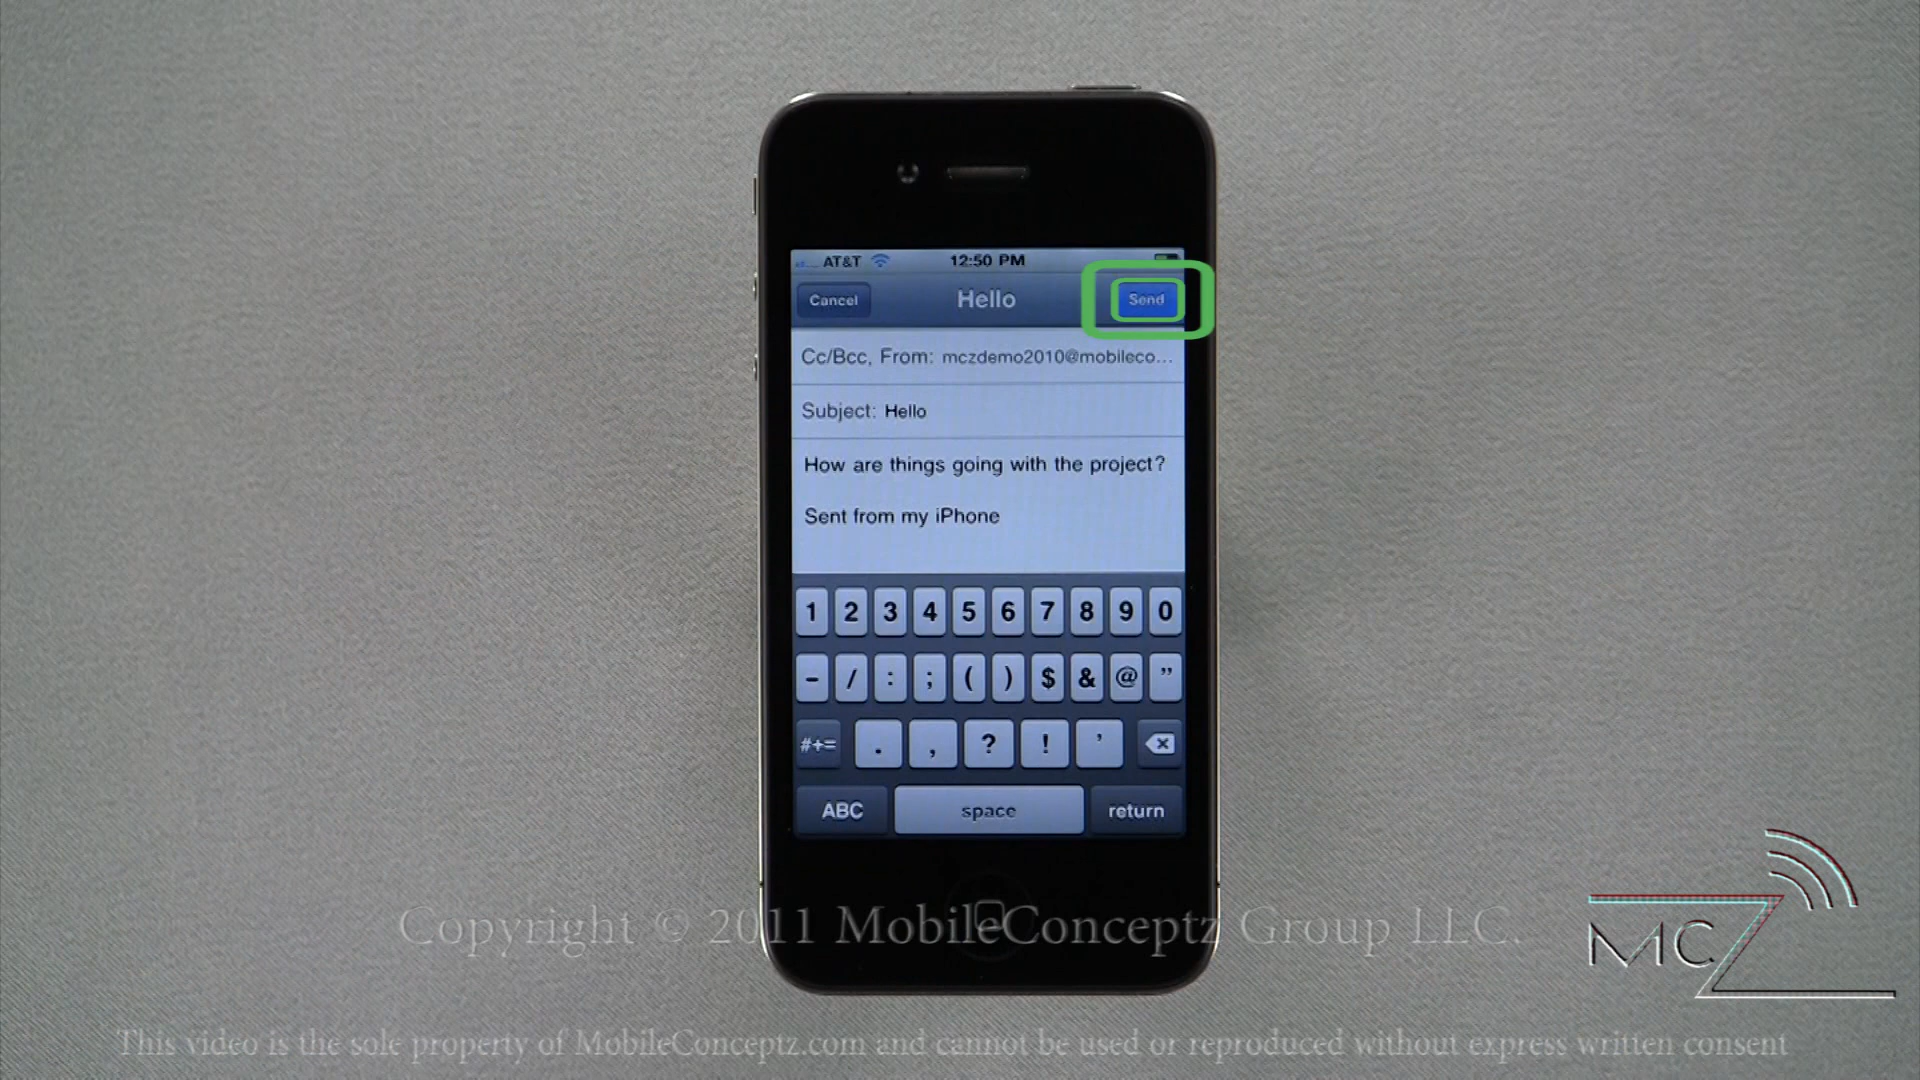 AT&T 12:50 PM
Cancel Hello Send
Cc/Bcc, From: mczdemo2010@mobileco...
Subject: Hello
How are things going with the project?
Sent from my iPhone
1 2 3 4 5 6 7 8 9 0
- / : ; ( ) $ & @ "
#+= . , ? ! '
ABC space return
Copyright © 2011 MobileConceptz Group LLC.
MCZ
This video is the sole property of MobileConceptz.com and cannot be used or reproduced without express written consent